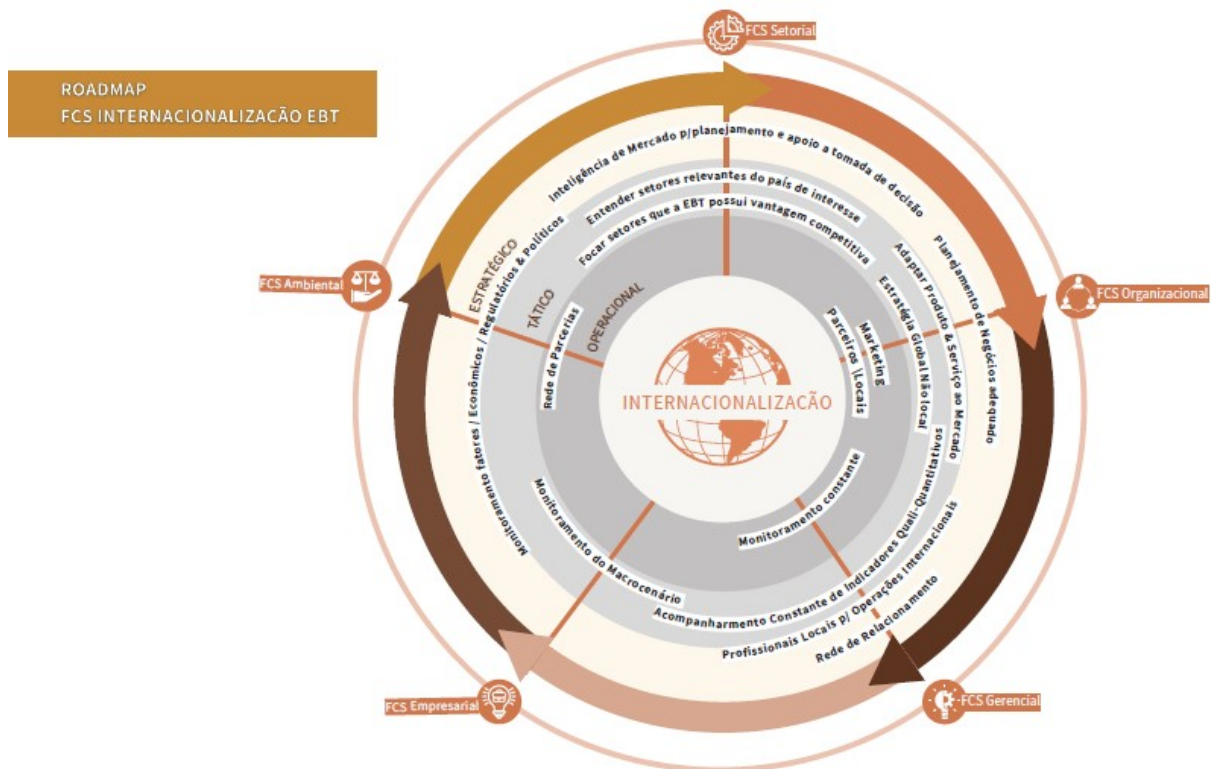 ROADMAP
FCS INTERNACIONALIZACÃO EBT
FCS Setorial
FCS Ambiental
FCS Organizacional
FCS Empresarial
FCS Gerencial
Inteligência de Mercado p/planejamento e apoio a tomada de decisão
Entender setores relevantes do país de interesse
Focar setores que a EBT possui vantagem competitiva
ESTRATÉGICO
TÁTICO
OPERACIONAL
Planejamento de Negócios adequado
Adaptar Produto & Serviço ao Mercado
Estratégia Global Não local
Marketing
Parceiros \Locais
INTERNACIONALIZAÇÃO
Monitoramento fatores / Econômicos / Regulatórios & Políticos
Rede de Parcerias
Monitoramento do Macrocenário
Monitoramento constante
Acompanharmento Constante de Indicadores Quali-Quantitativos
Profissionais Locais p/ Operações Internacionais
Rede de Relacionamento